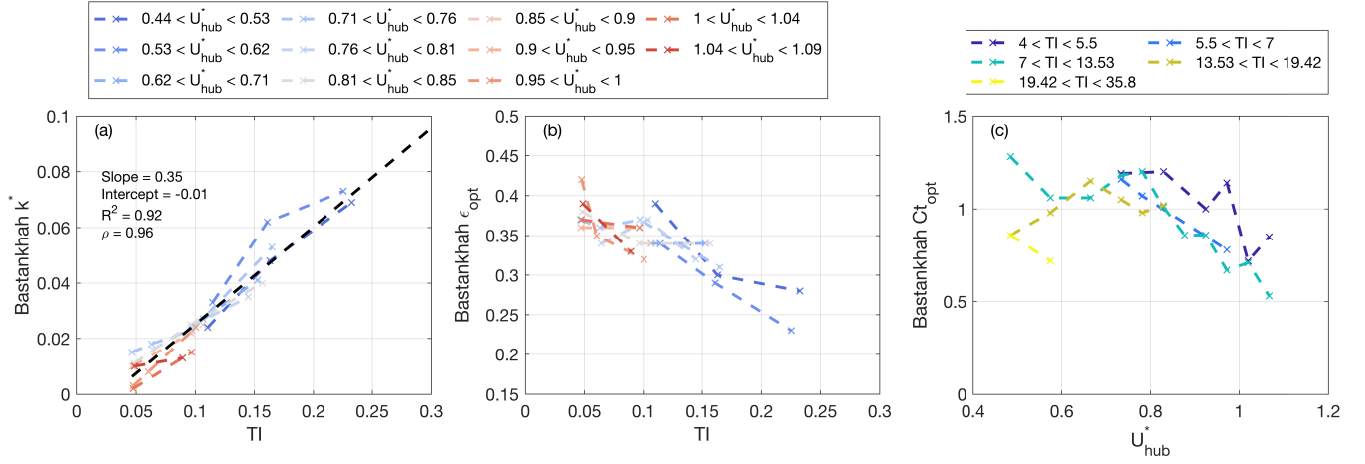 0.44 < U*hub < 0.53
0.71 < U*hub < 0.76
0.85 < U*hub < 0.9
1 < U*hub < 1.04
0.53 < U*hub < 0.62
0.76 < U*hub < 0.81
0.9 < U*hub < 0.95
1.04 < U*hub < 1.09
0.62 < U*hub < 0.71
0.81 < U*hub < 0.85
0.95 < U*hub < 1
4 < TI < 5.5
5.5 < TI < 7
7 < TI < 13.53
13.53 < TI < 19.42
19.42 < TI < 35.8
(a)
Slope = 0.35
Intercept = -0.01
R² = 0.92
ρ = 0.96
Bastankhah k*
0.1
0.08
0.06
0.04
0.02
0
0 0.05 0.1 0.15 0.2 0.25 0.3
TI
(b)
Bastankhah ϵopt
0.5
0.45
0.4
0.35
0.3
0.25
0.2
0.15
0 0.05 0.1 0.15 0.2 0.25 0.3
TI
(c)
Bastankhah Ctopt
1.5
1
0.5
0
0.4 0.6 0.8 1 1.2
U*hub